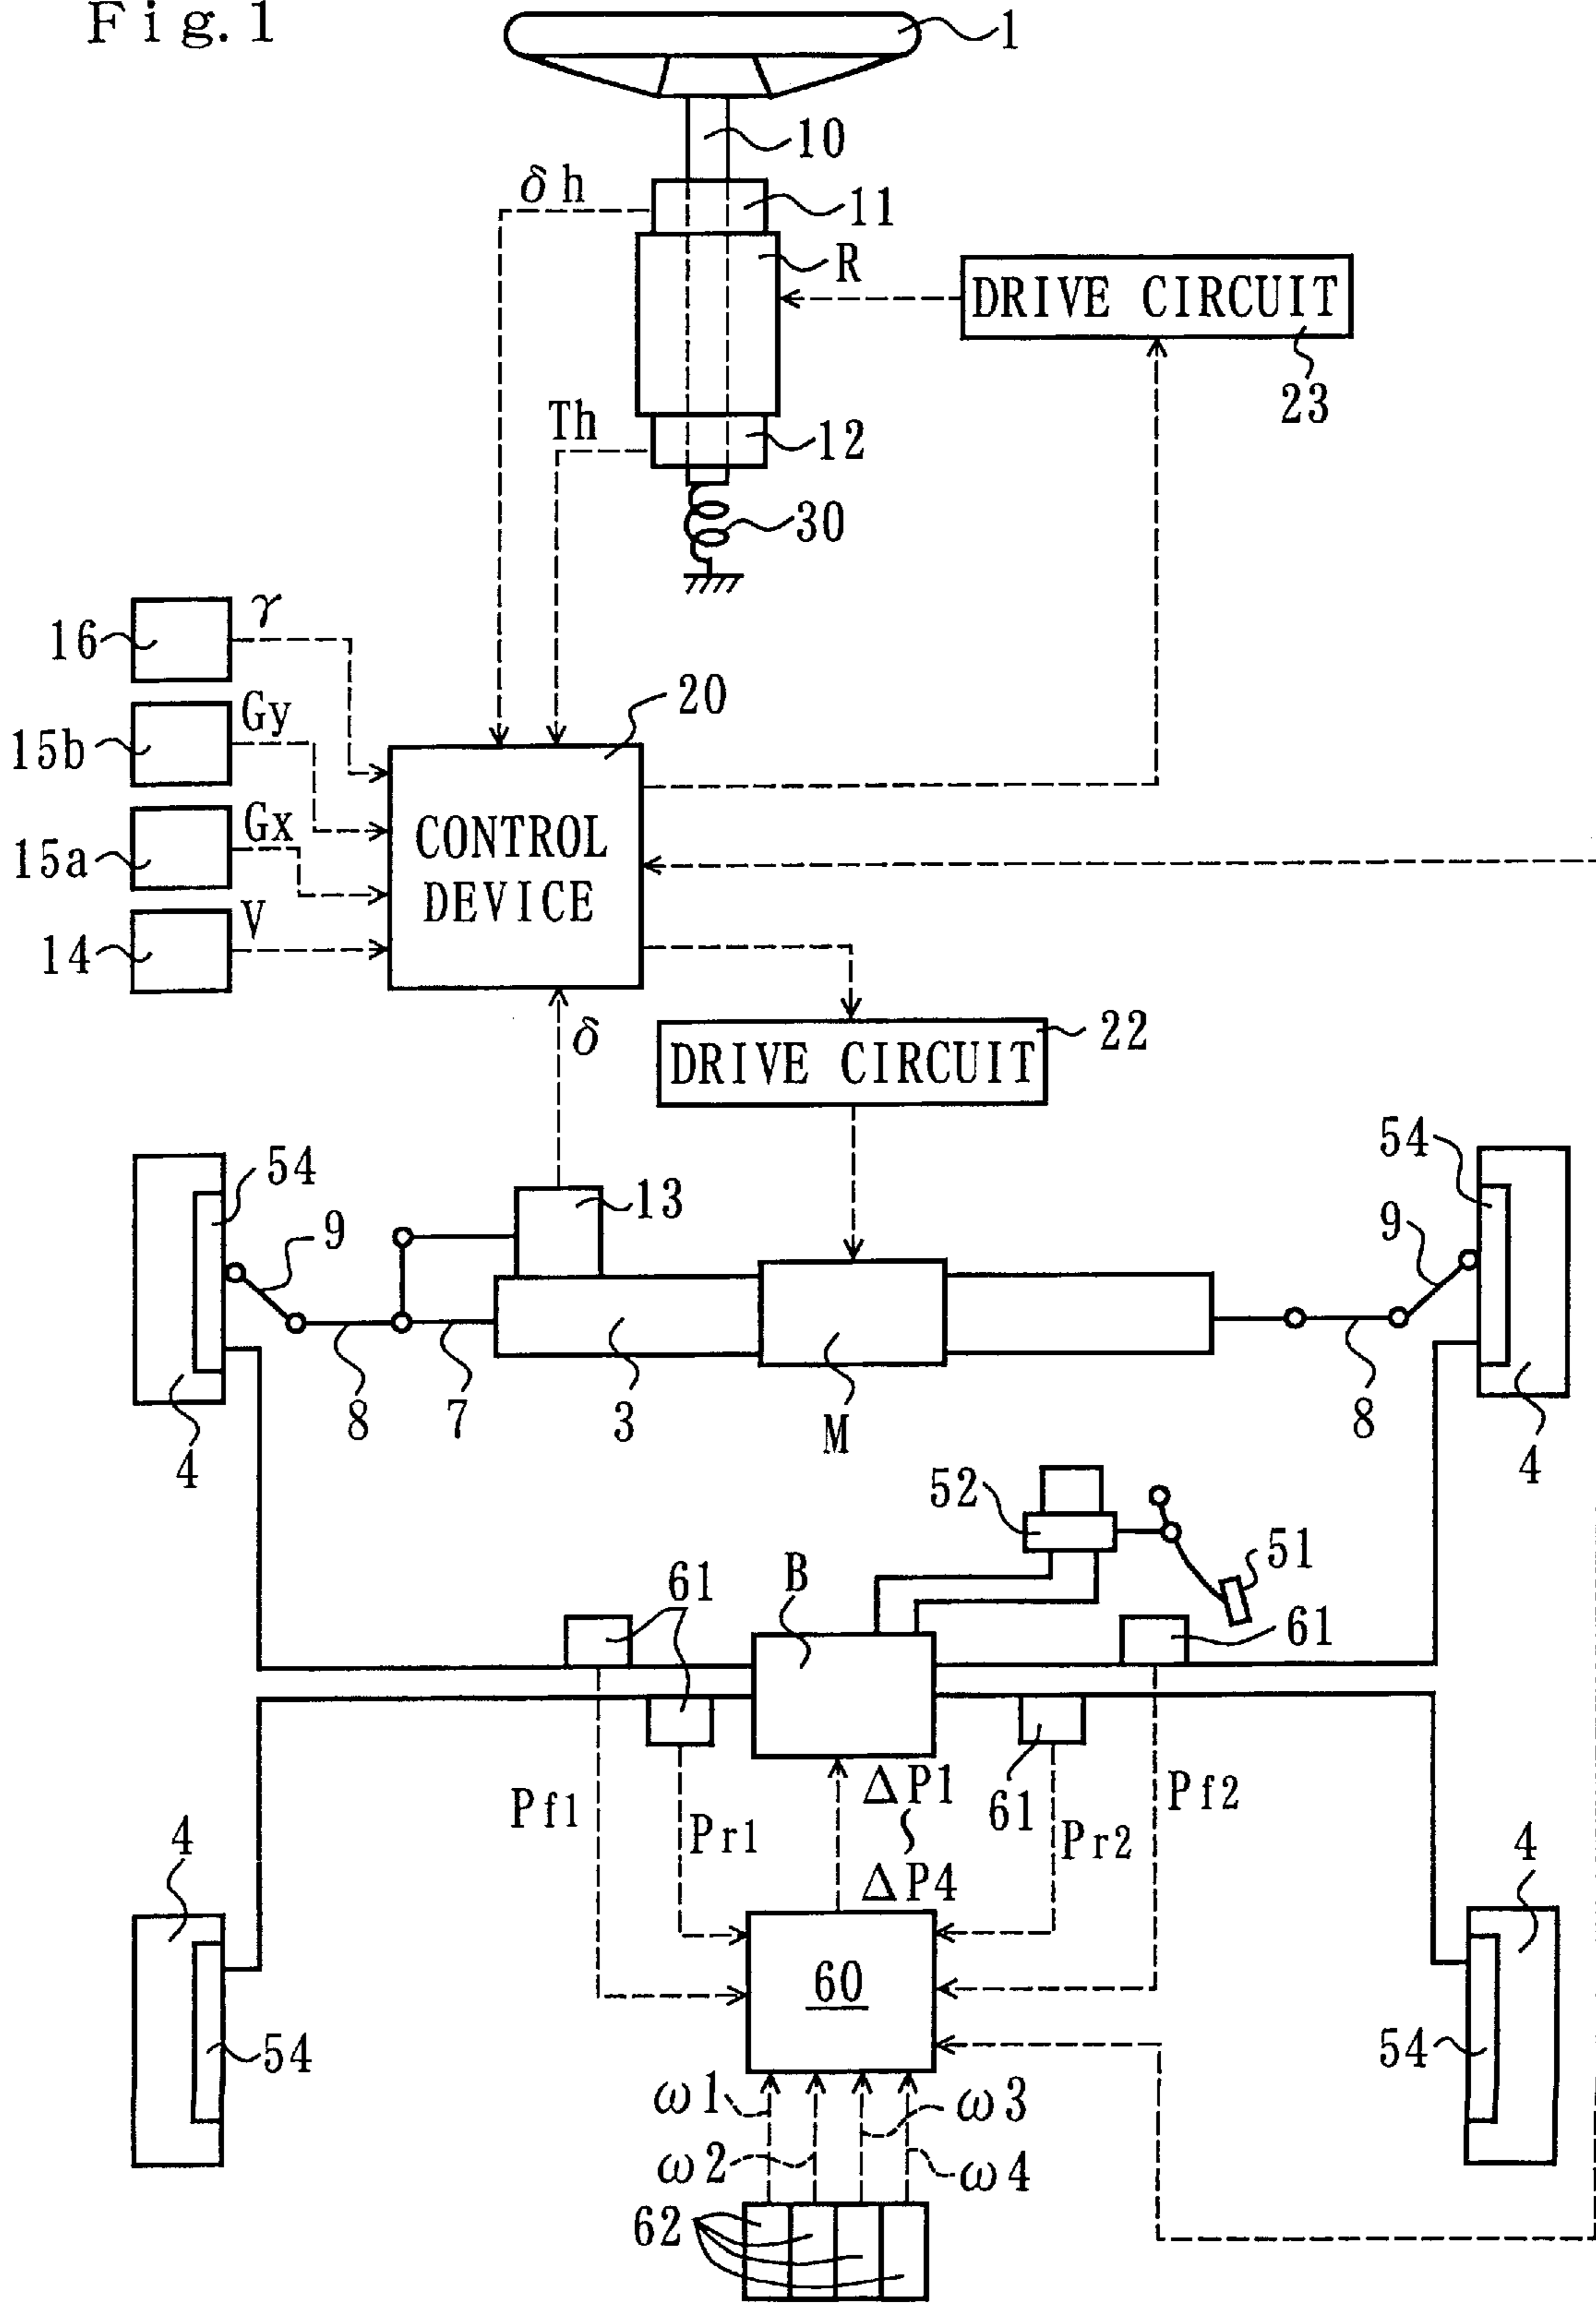 Fig.1
1
10
δh
11
R
DRIVE CIRCUIT
23
Th
12
30
16
γ
20
15b
Gy
15a
Gx
14
V
CONTROL
DEVICE
δ
22
DRIVE CIRCUIT
54
54
13
9
9
8
7
3
M
8
4
4
52
51
B
61
61
ΔP1
∼
ΔP4
61
Pf1
Pr1
Pr2
Pf2
4
4
60
54
54
ω1
ω3
ω2
ω4
62